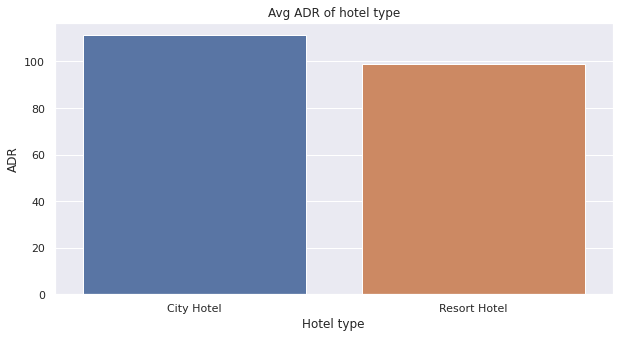 Avg ADR of hotel type
ADR
100
80
60
40
20
0
City Hotel
Resort Hotel
Hotel type